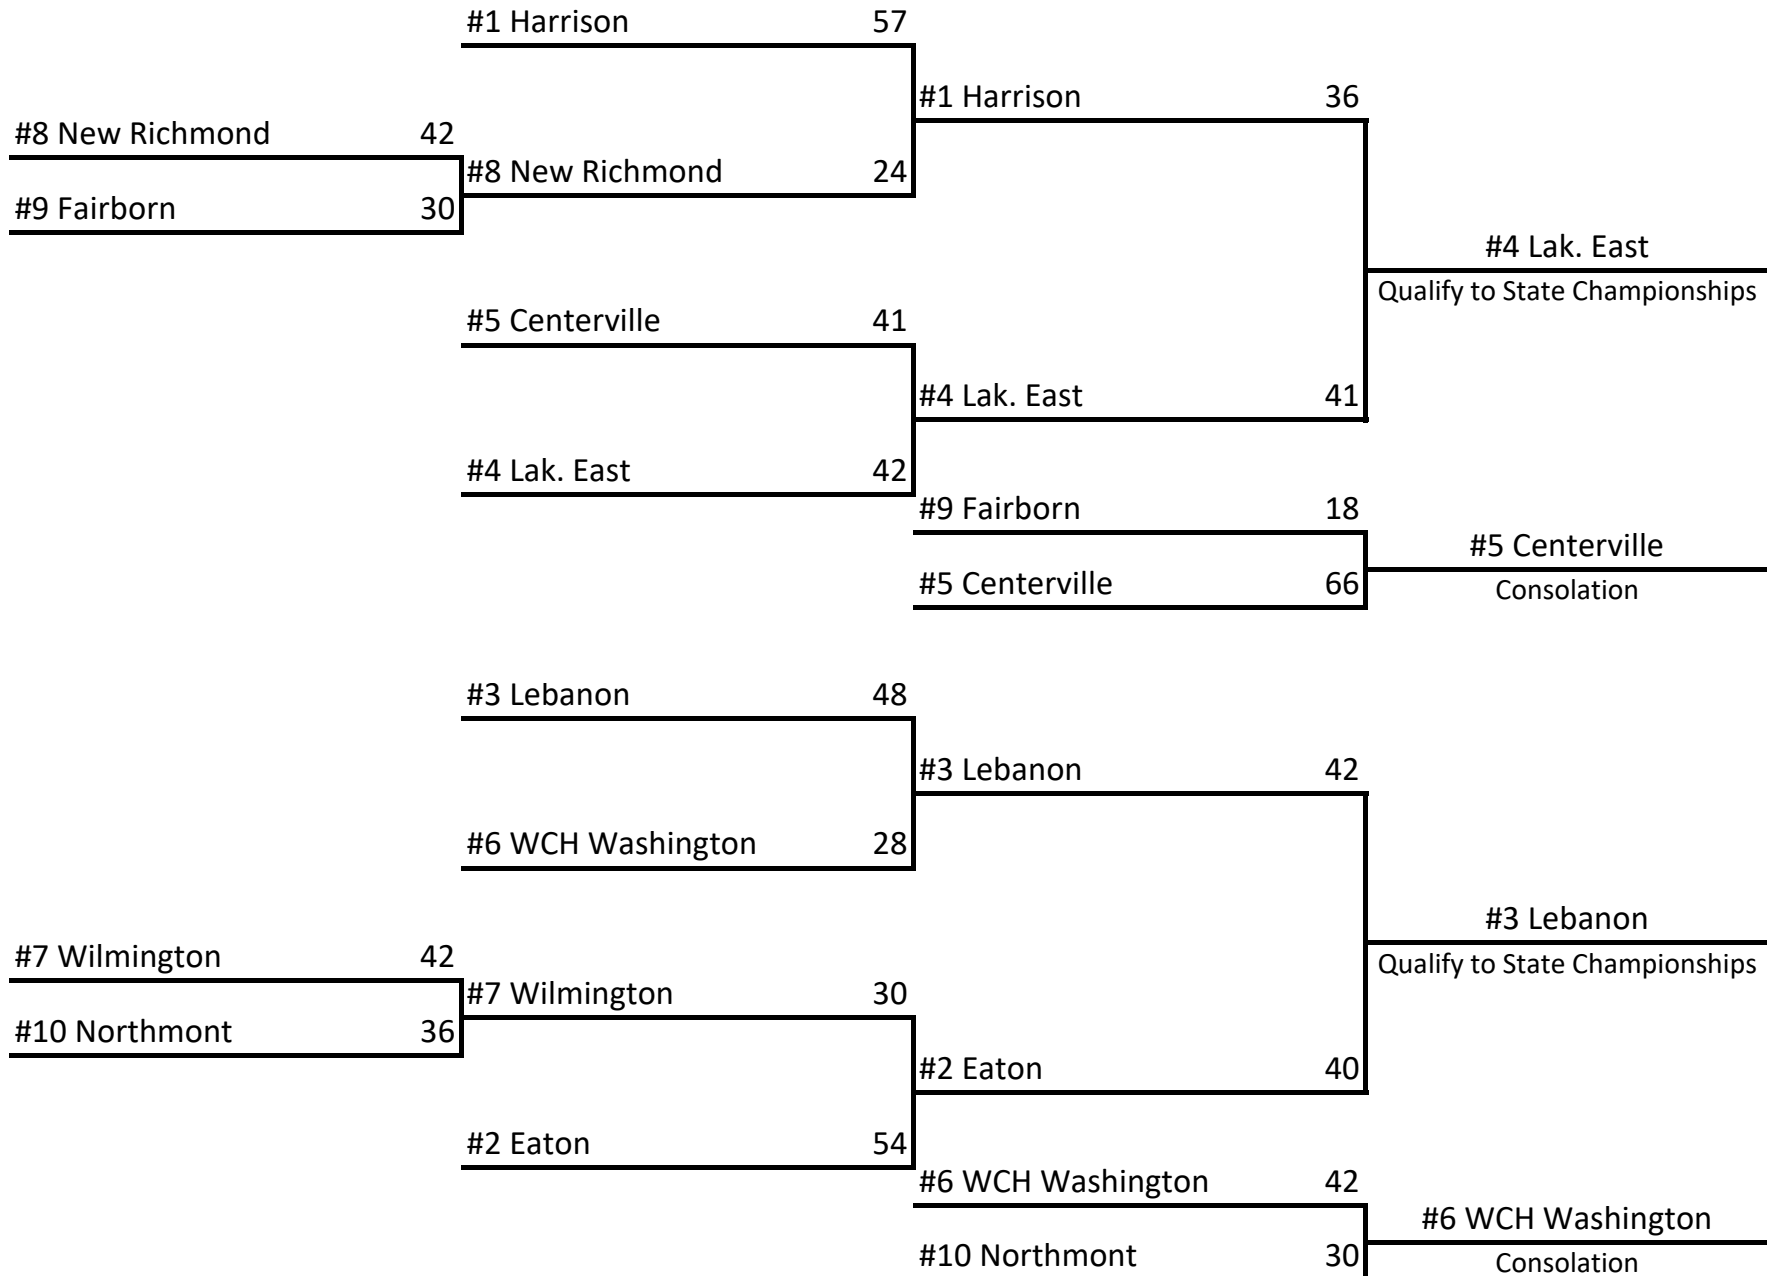 #1 Harrison 57
#1 Harrison 36
#8 New Richmond 42
#8 New Richmond 24
#9 Fairborn 30
#4 Lak. East
Qualify to State Championships
#5 Centerville 41
#4 Lak. East 41
#4 Lak. East 42
#9 Fairborn 18
#5 Centerville
#5 Centerville 66
Consolation
#3 Lebanon 48
#3 Lebanon 42
#6 WCH Washington 28
#3 Lebanon
#7 Wilmington 42
Qualify to State Championships
#7 Wilmington 30
#10 Northmont 36
#2 Eaton 40
#2 Eaton 54
#6 WCH Washington 42
#6 WCH Washington
#10 Northmont 30
Consolation